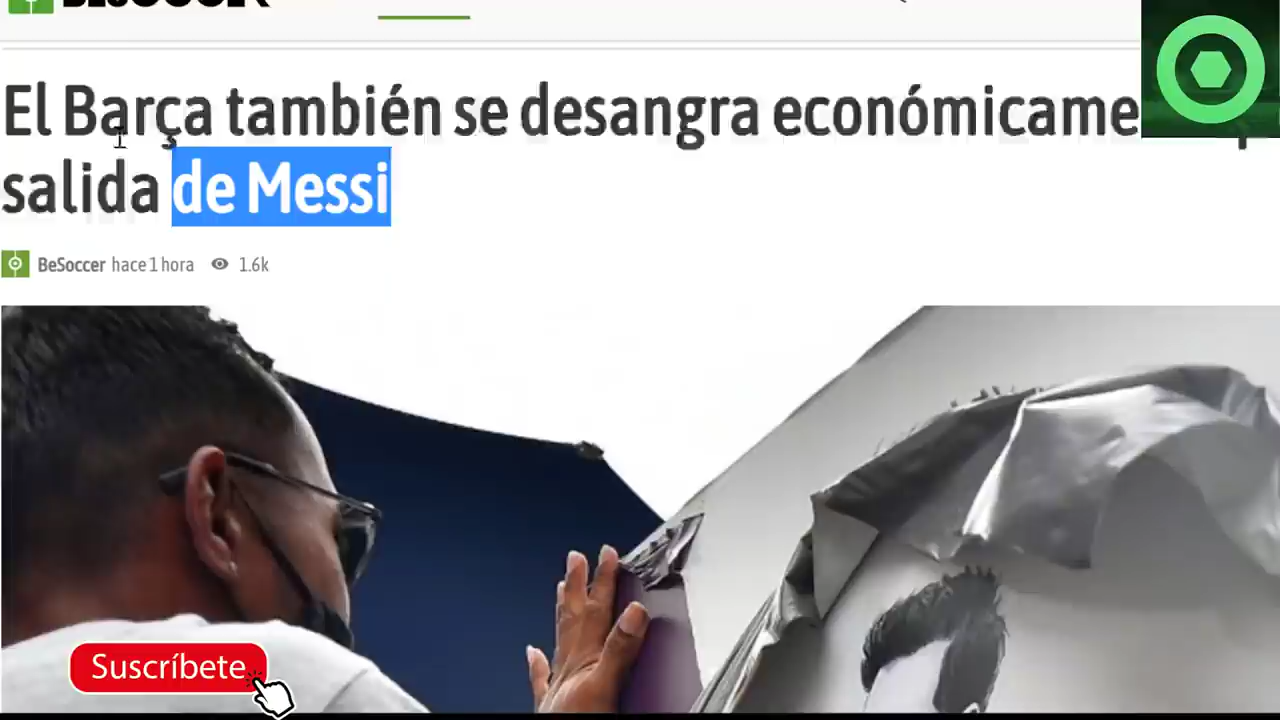 El Barça también se desangra económicame
salida de Messi
BeSoccer hace 1 hora 1.6k
Suscríbete